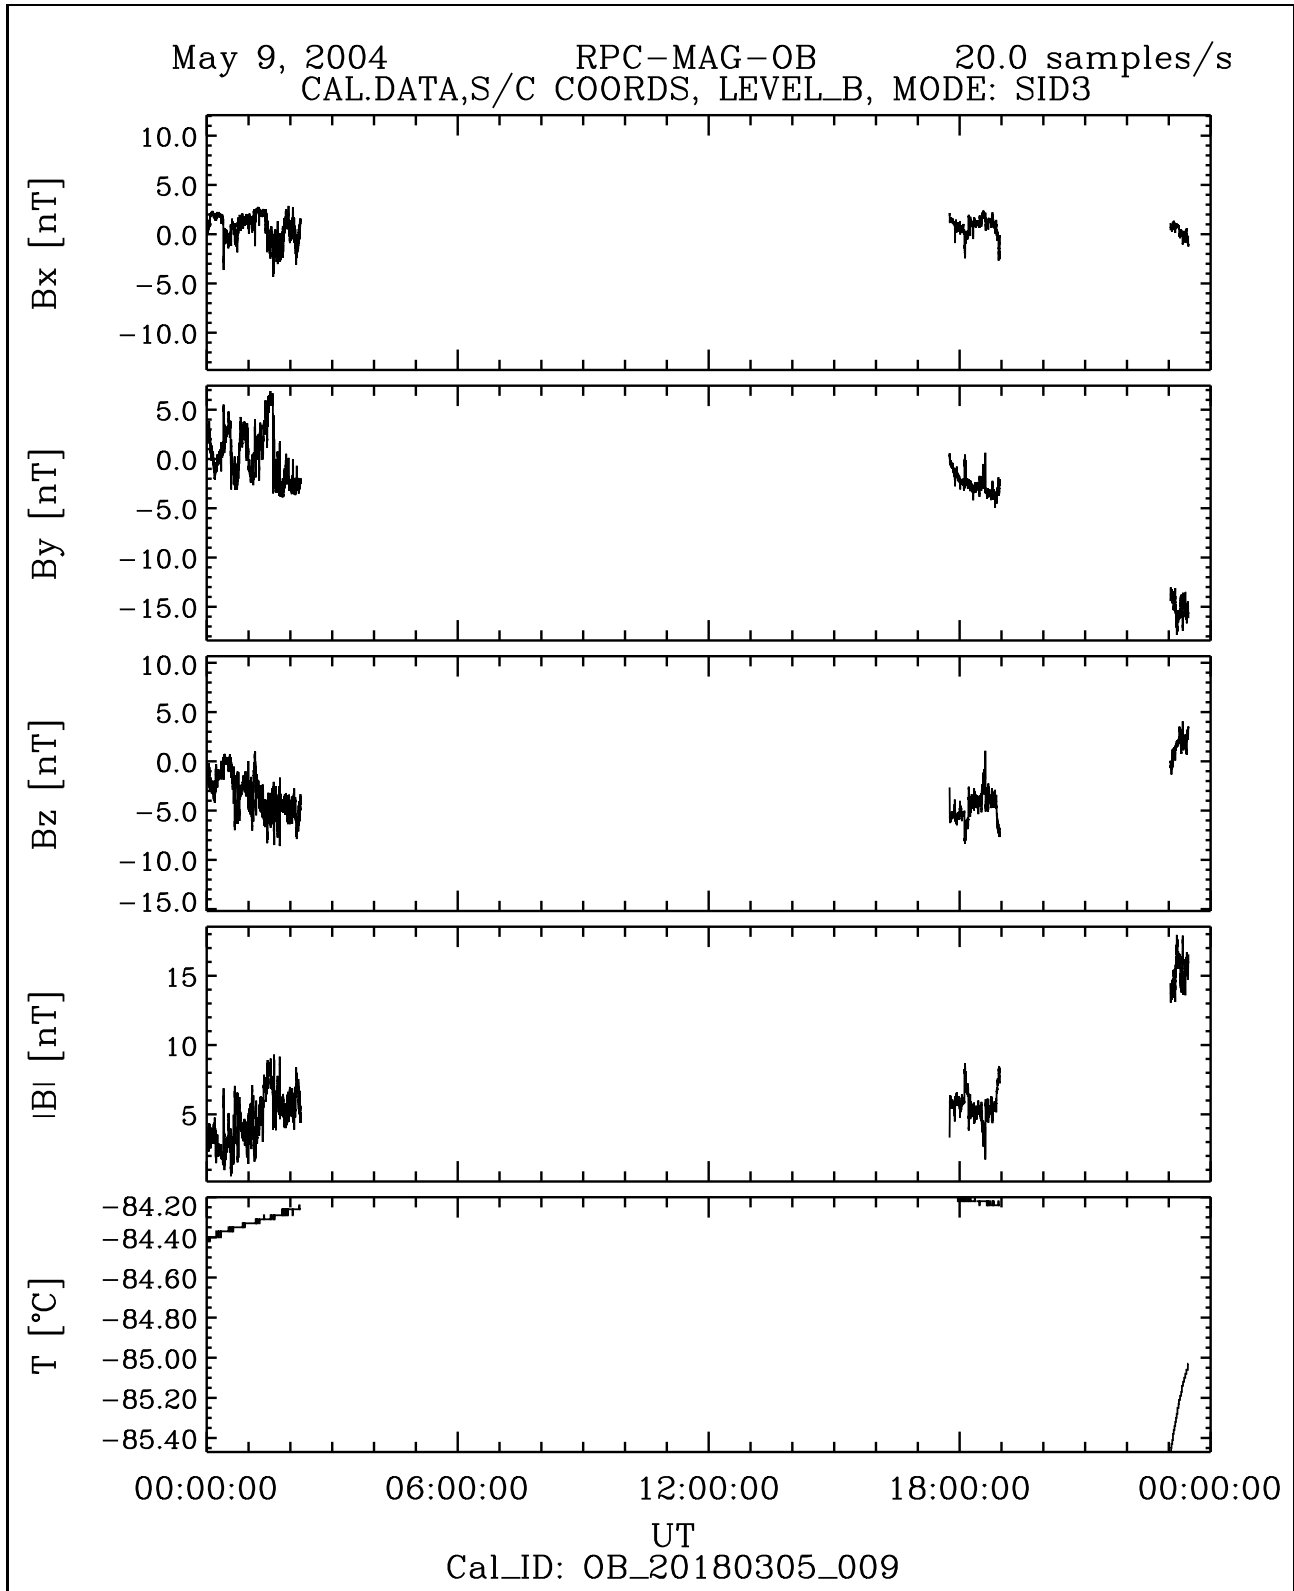 May 9, 2004 RPC-MAG-OB 20.0 samples/s
CAL.DATA,S/C COORDS, LEVEL_B, MODE: SID3
Bx [nT]
10.0
5.0
0.0
-5.0
-10.0
By [nT]
5.0
0.0
-5.0
-10.0
-15.0
Bz [nT]
10.0
5.0
0.0
-5.0
-10.0
-15.0
|B| [nT]
15
10
5
T [°C]
-84.20
-84.40
-84.60
-84.80
-85.00
-85.20
-85.40
00:00:00 06:00:00 12:00:00 18:00:00 00:00:00
UT
Cal_ID: OB_20180305_009